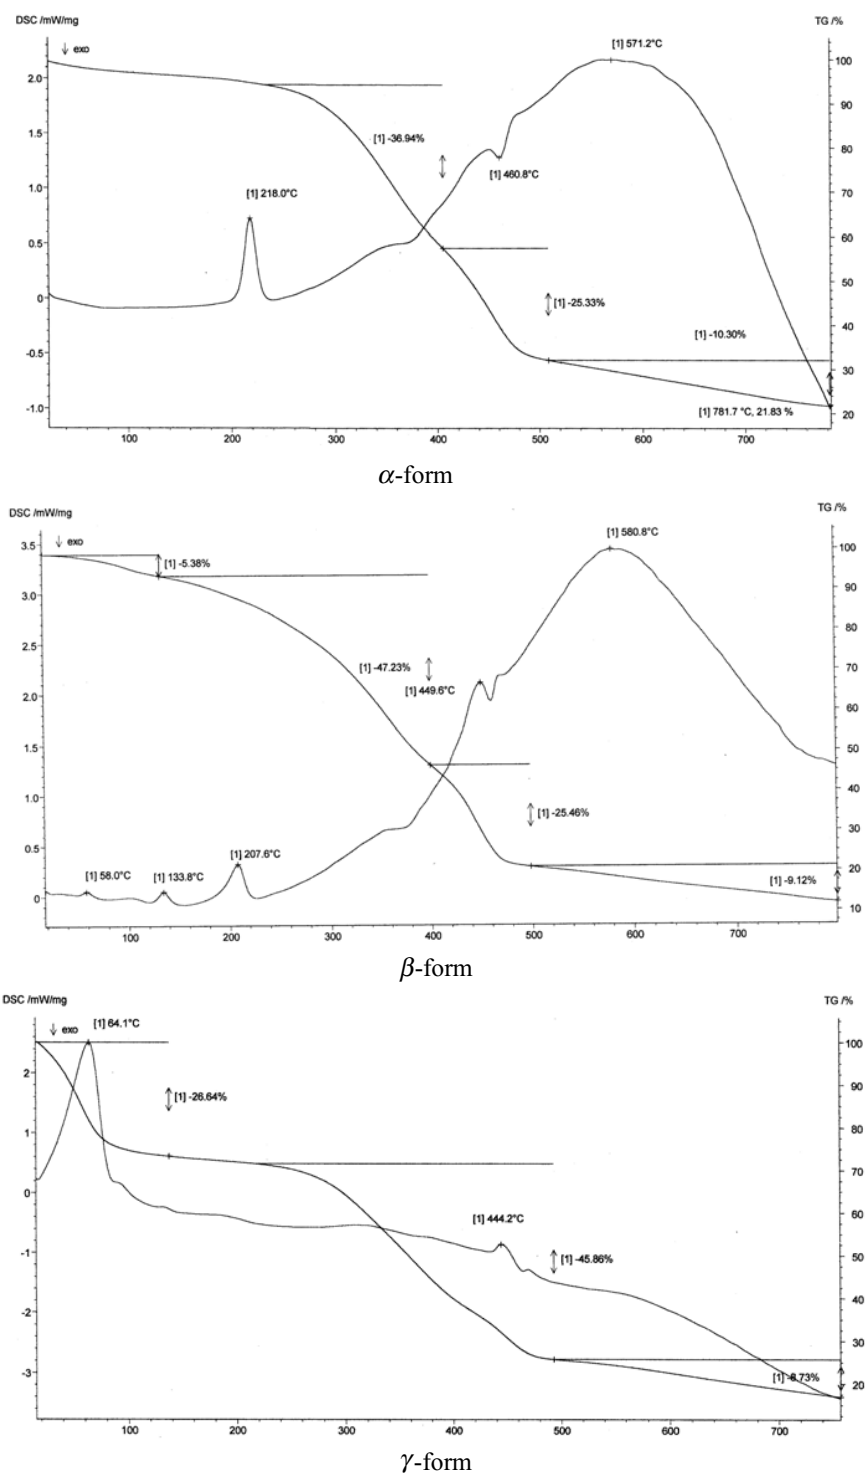 DSC /mW/mg TG /%
↓ exo
[1] 571.2°C
100
2.0
90
[1] -36.94%
1.5
80
[1] 460.8°C
1.0
[1] 218.0°C
70
60
0.5
50
0
[1] -25.33%
40
[1] -10.30%
-0.5
30
-1.0
[1] 781.7 °C, 21.83 %
20
100 200 300 400 500 600 700
α-form
DSC /mW/mg TG /%
↓ exo
[1] 580.8°C
3.5
100
[1] -5.38%
3.0
90
80
2.5
[1] -47.23%
70
[1] 449.6°C
2.0
60
1.5
50
1.0
40
[1] -25.46%
30
0.5
[1] 207.6°C
20
[1] 58.0°C [1] 133.8°C
[1] -9.12%
0
10
100 200 300 400 500 600 700
β-form
DSC /mW/mg TG /%
↓ exo
[1] 64.1°C
100
2
90
[1] -26.64%
80
1
70
0
60
[1] 444.2°C
-1
50
[1] -45.86%
40
-2
30
-3
[1] -8.73%
20
100 200 300 400 500 600 700
γ-form